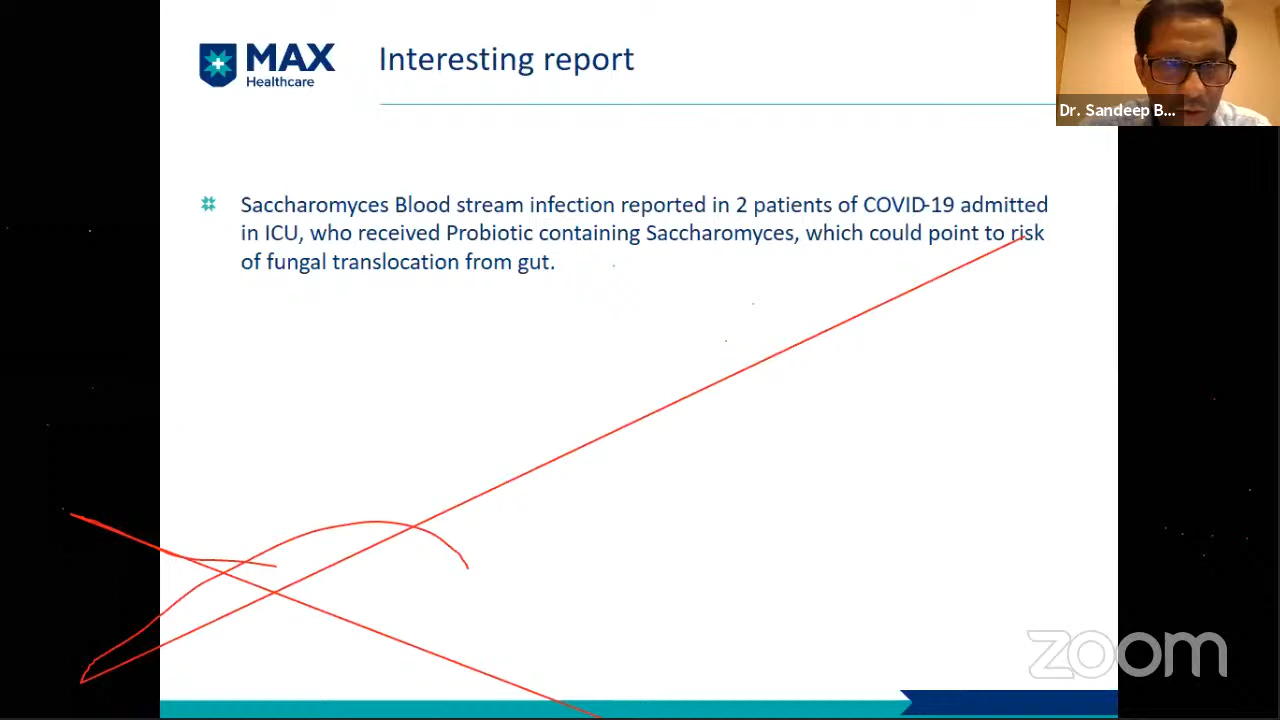 MAX
Healthcare
Interesting report
Dr. Sandeep B...
Saccharomyces Blood stream infection reported in 2 patients of COVID-19 admitted
in ICU, who received Probiotic containing Saccharomyces, which could point to risk
of fungal translocation from gut.
zoom